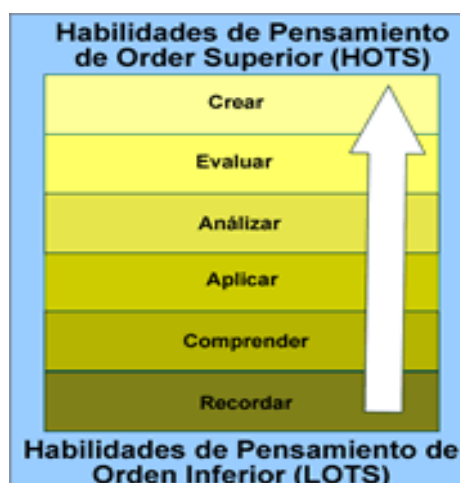 Habilidades de Pensamiento
de Order Superior (HOTS)
Crear
Evaluar
Análizar
Aplicar
Comprender
Recordar
Habilidades de Pensamiento de
Orden Inferior (LOTS)